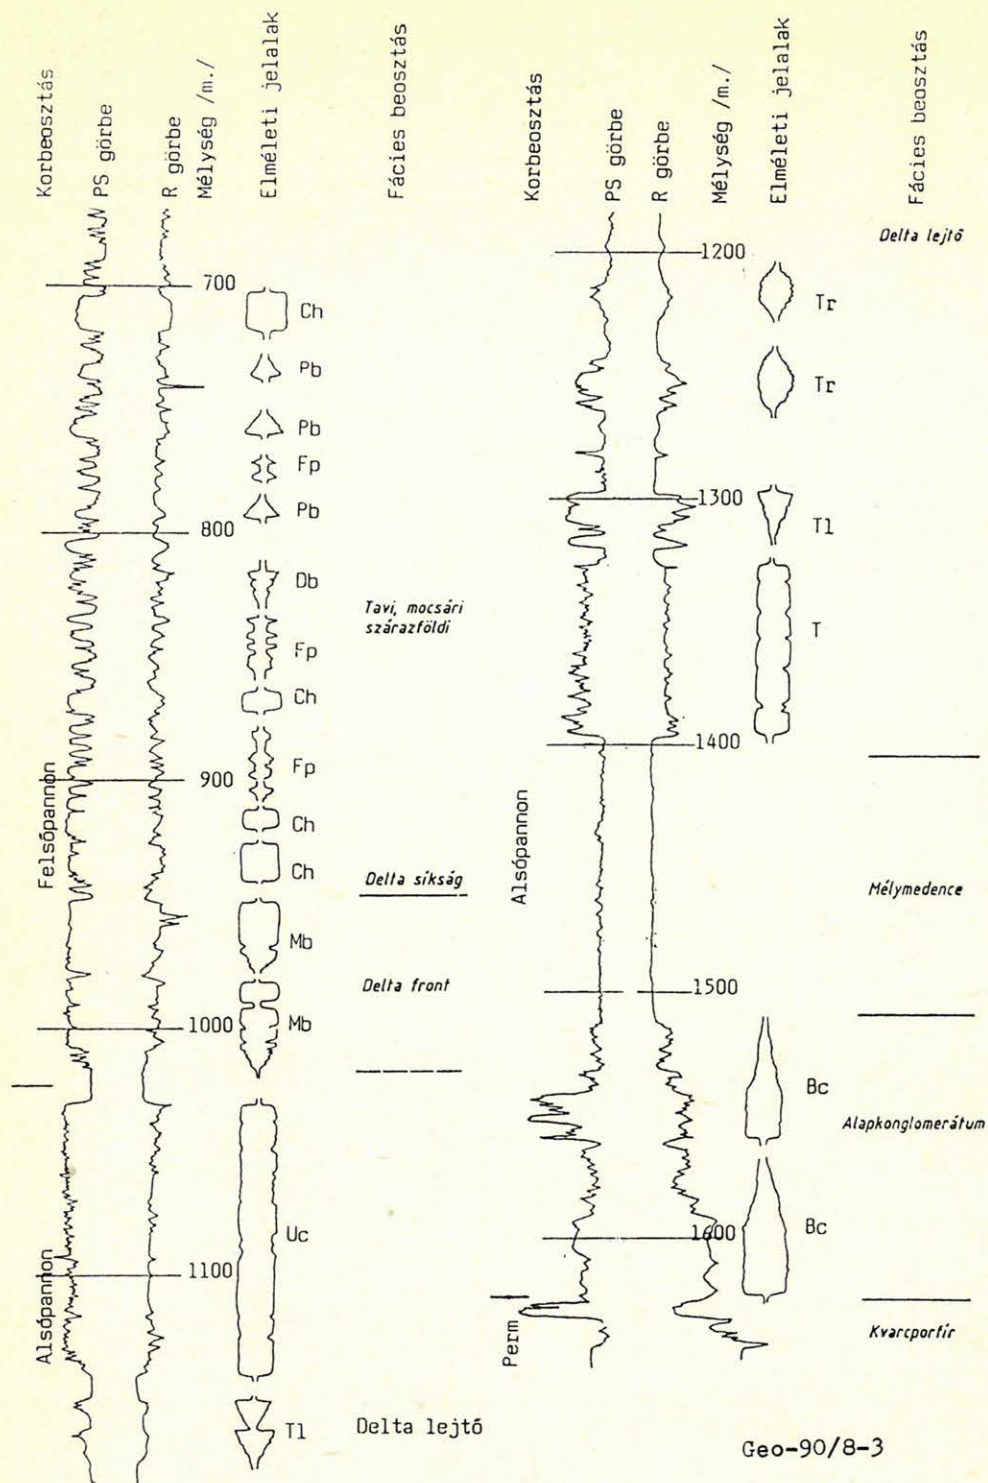 Korbeosztás
PS görbe
R görbe
Mélység /m./
Elméleti jelalak
Fácies beosztás
700
Ch
Pb
Pb
Fp
Pb
800
Db
Tavi, mocsári
szárazföldi
Fp
Ch
Fp
900
Felsőpannon
Ch
Ch
Delta síkság
Mb
Delta front
Mb
1000
Uc
1100
Alsópannon
Tl
Delta lejtő
Korbeosztás
PS görbe
R görbe
Mélység /m./
Elméleti jelalak
Fácies beosztás
Delta lejtő
1200
Tr
Tr
1300
Tl
T
1400
Alsópannon
Mélymedence
1500
Bc
Alapkonglomerátum
Bc
1600
Perm
Kvarcporfír
Geo-90/8-3